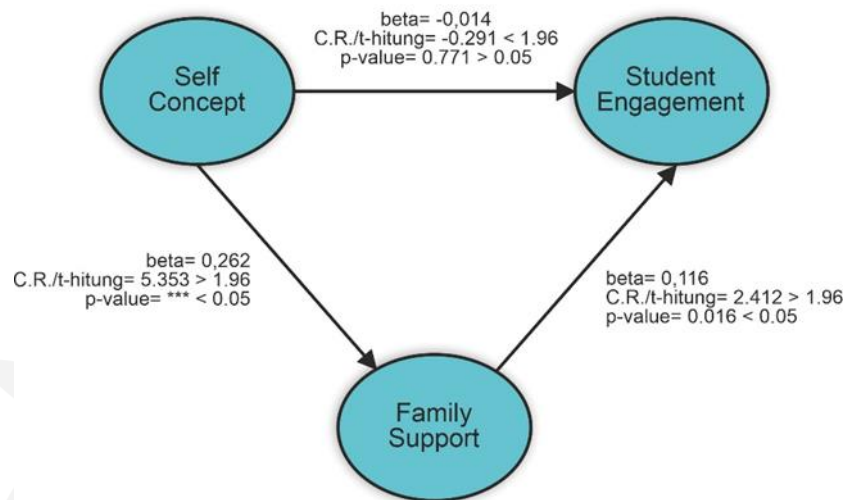 beta= -0,014
C.R./t-hitung= -0.291 < 1.96
p-value= 0.771 > 0.05
Self
Concept
Student
Engagement
beta= 0,262
C.R./t-hitung= 5.353 > 1.96
p-value= *** < 0.05
beta= 0,116
C.R./t-hitung= 2.412 > 1.96
p-value= 0.016 < 0.05
Family
Support